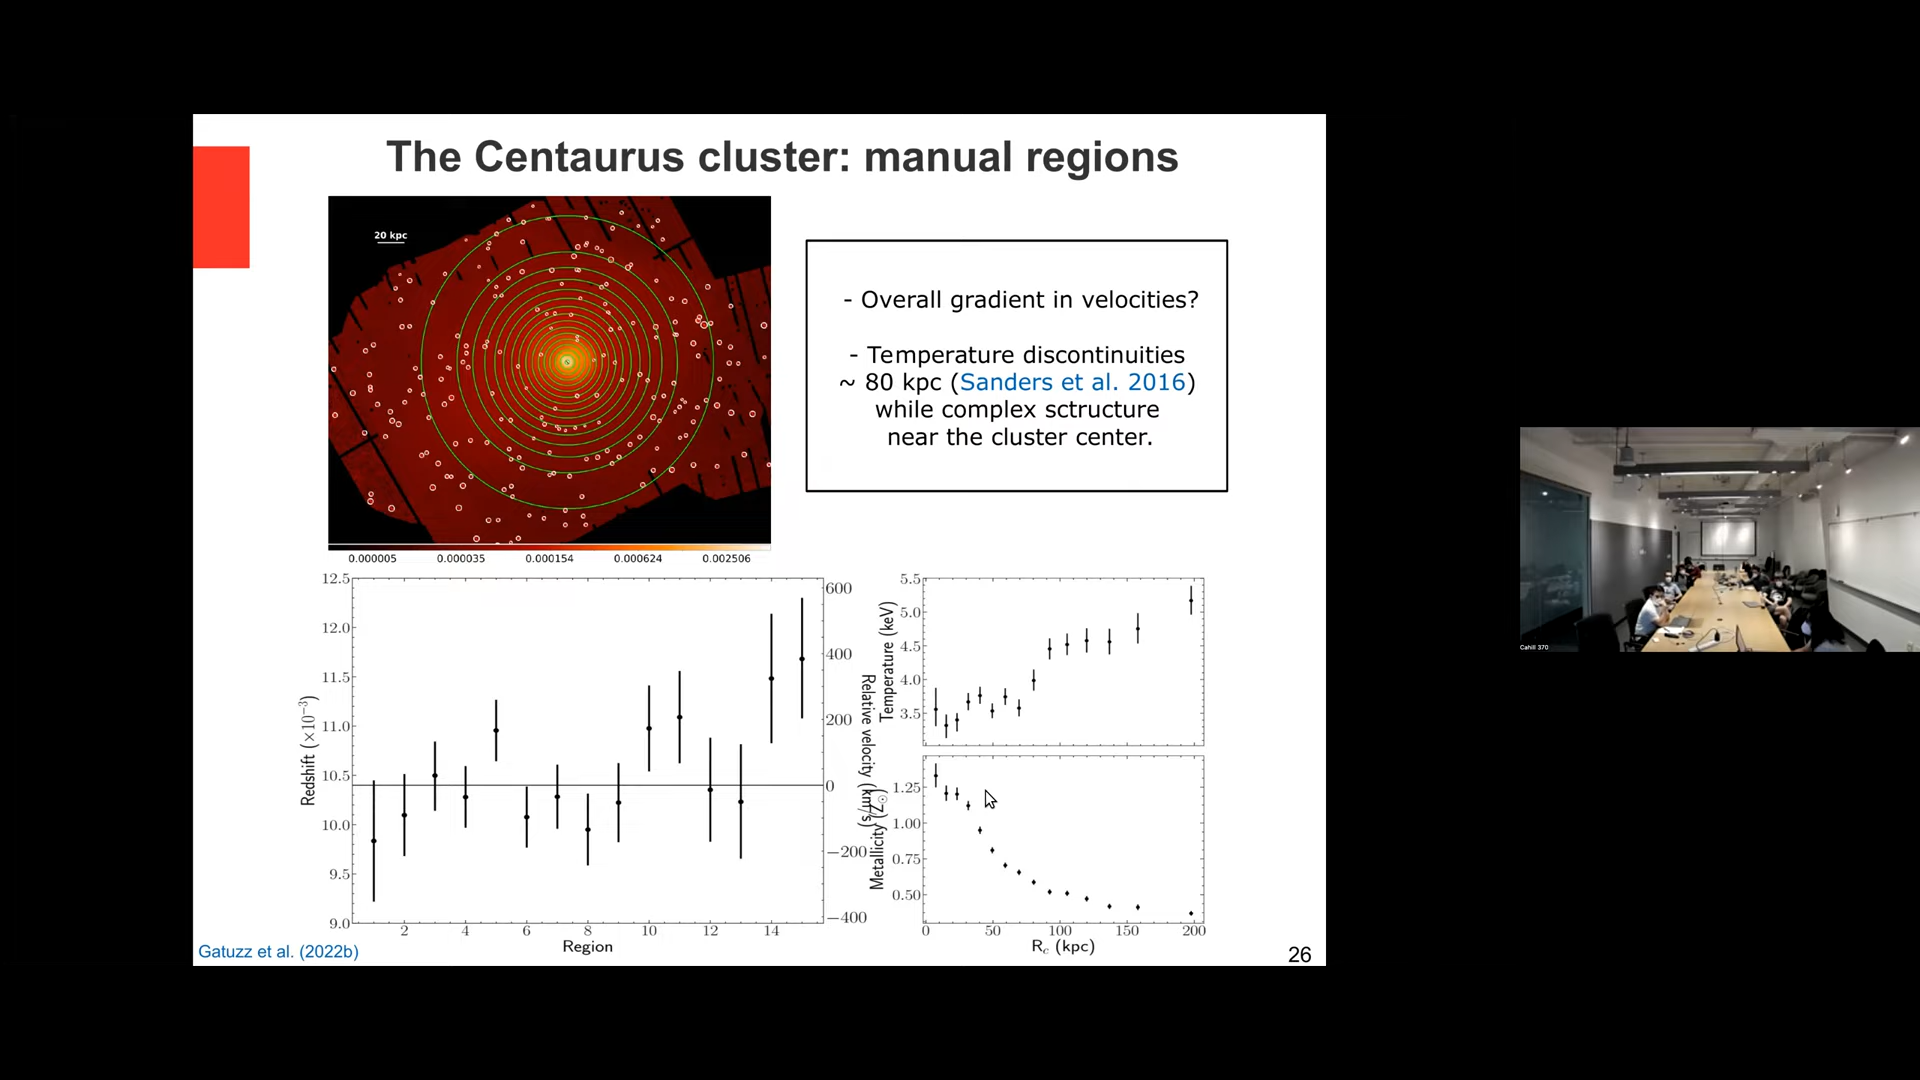 The Centaurus cluster: manual regions
20 kpc
0.000005 0.000035 0.000154 0.000624 0.002506
- Overall gradient in velocities?
- Temperature discontinuities
~ 80 kpc (Sanders et al. 2016)
while complex sctructure
near the cluster center.
12.5
12.0
11.5
11.0
10.5
10.0
9.5
9.0
Redshift (×10⁻³)
2 4 6 8 10 12 14
Region
600
400
200
0
−200
−400
Relative velocity (km/s)
5.5
5.0
4.5
4.0
3.5
Temperature (keV)
1.25
1.00
0.75
0.50
Metallicity (Z☉)
0 50 100 150 200
R_c (kpc)
Gatuzz et al. (2022b)
26
Cahill 370